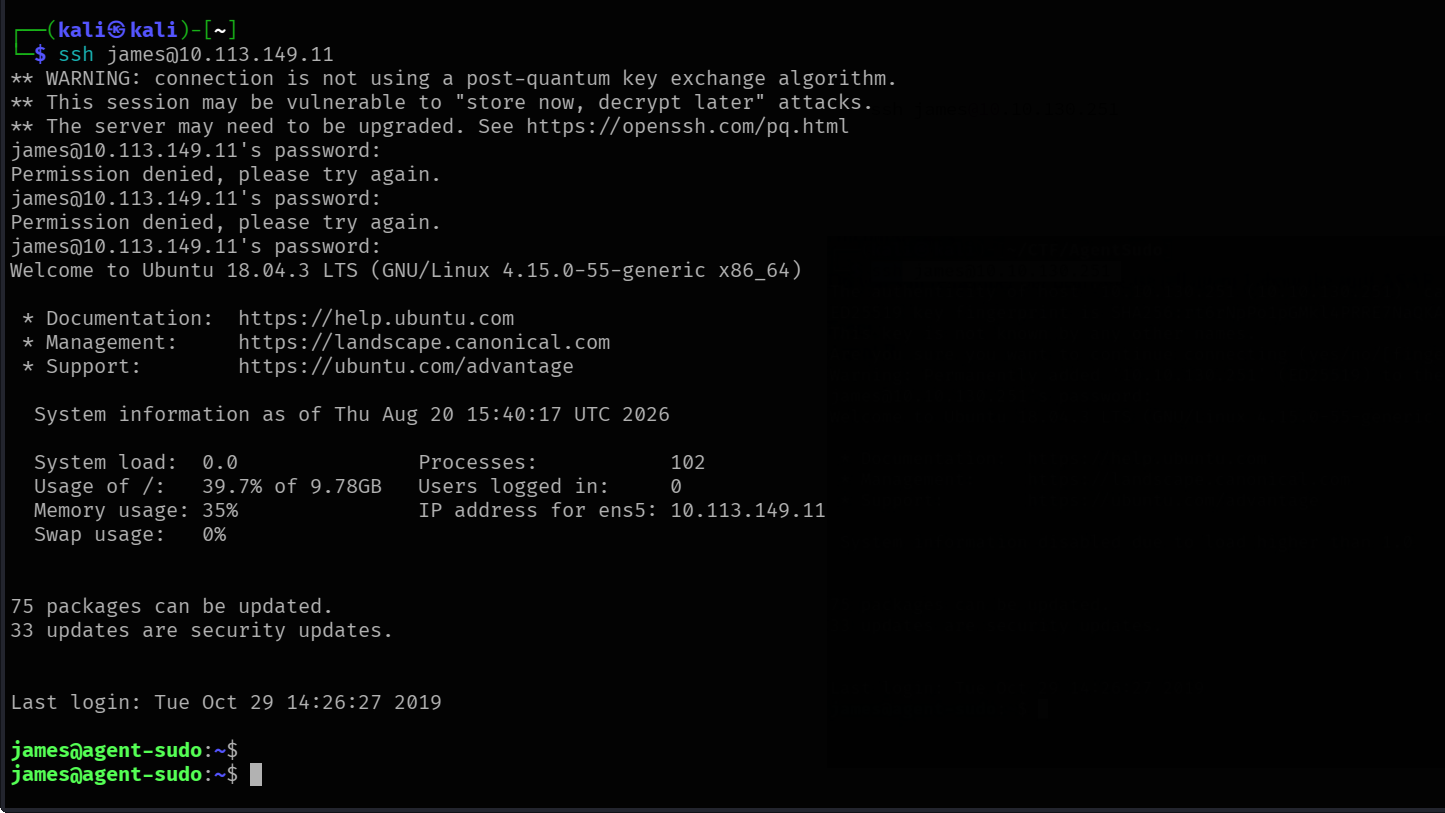 ┌──(kali㉿kali)-[~]
└─$ ssh james@10.113.149.11
** WARNING: connection is not using a post-quantum key exchange algorithm.
** This session may be vulnerable to "store now, decrypt later" attacks.
** The server may need to be upgraded. See https://openssh.com/pq.html
james@10.113.149.11's password:
Permission denied, please try again.
james@10.113.149.11's password:
Permission denied, please try again.
james@10.113.149.11's password:
Welcome to Ubuntu 18.04.3 LTS (GNU/Linux 4.15.0-55-generic x86_64)

 * Documentation:  https://help.ubuntu.com
 * Management:     https://landscape.canonical.com
 * Support:        https://ubuntu.com/advantage

  System information as of Thu Aug 20 15:40:17 UTC 2026

  System load:  0.0               Processes:           102
  Usage of /:   39.7% of 9.78GB   Users logged in:     0
  Memory usage: 35%               IP address for ens5: 10.113.149.11
  Swap usage:   0%

75 packages can be updated.
33 updates are security updates.

Last login: Tue Oct 29 14:26:27 2019

james@agent-sudo:~$
james@agent-sudo:~$